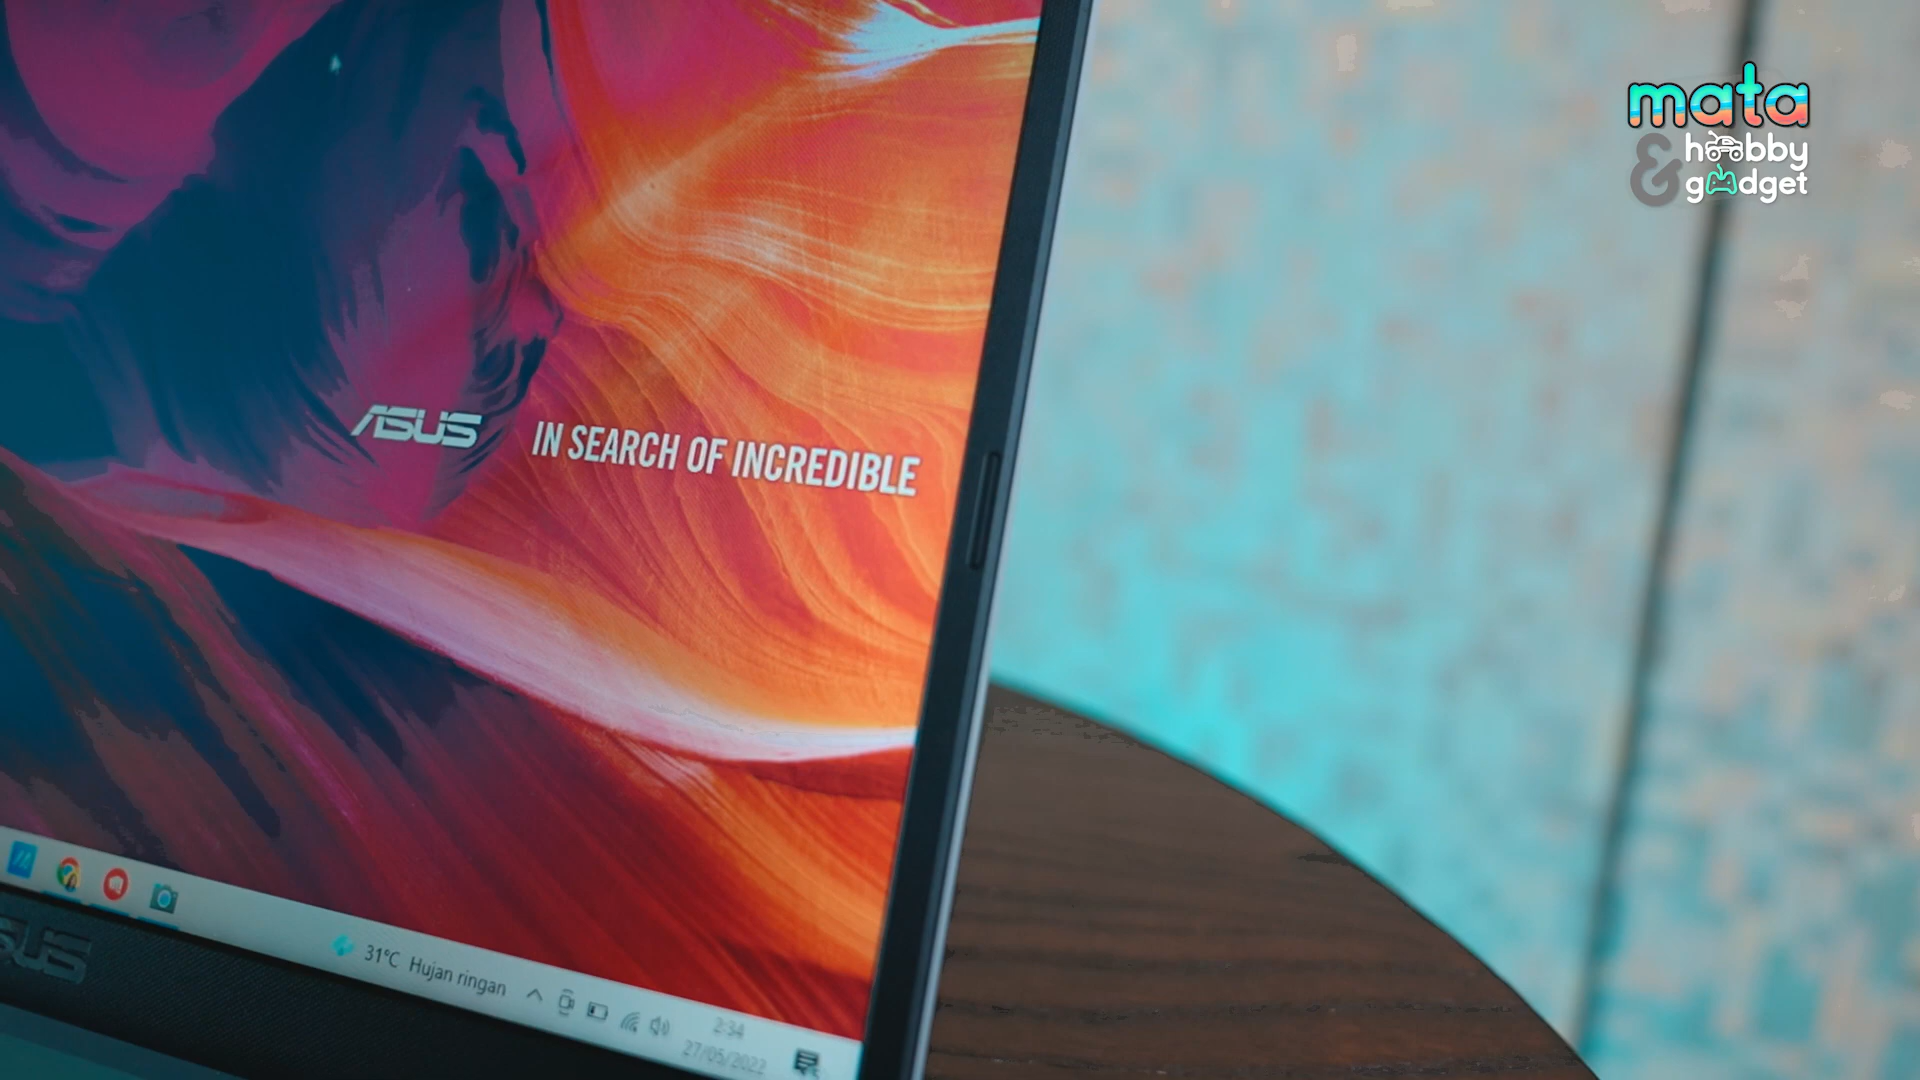 mata
& hobby
gadget
ASUS IN SEARCH OF INCREDIBLE
ASUS
31°C Hujan ringan
2:34
27/05/2022